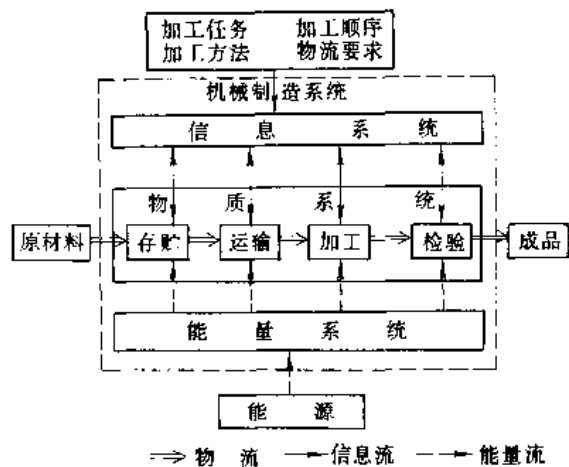 加工任务 加工顺序
加工方法 物流要求
机械制造系统
信息系统
物质系统
原材料 存贮 运输 加工 检验 成品
能量系统
能源
物流 信息流 能量流